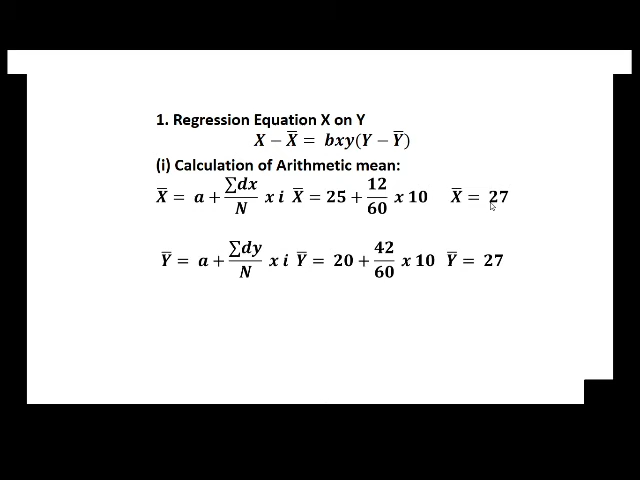 1. Regression Equation X on Y
X − X̅ = bxy(Y − Y̅)
(i) Calculation of Arithmetic mean:
X̅ = a + ∑dx/N x i X̅ = 25 + 12/60 x 10 X̅ = 27
Y̅ = a + ∑dy/N x i Y̅ = 20 + 42/60 x 10 Y̅ = 27